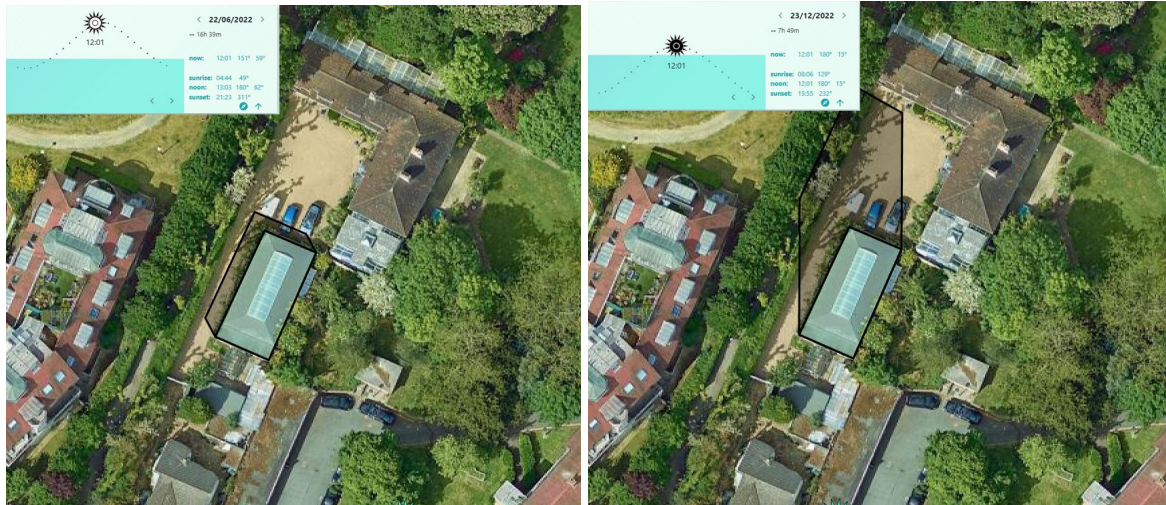 22/06/2022
16h 39m
12:01
now: 12:01 151° 59°
sunrise: 04:44 49°
noon: 13:03 180° 62°
sunset: 21:23 311°
23/12/2022
7h 49m
12:01
now: 12:01 180° 15°
sunrise: 08:06 129°
noon: 12:01 180° 15°
sunset: 15:55 232°